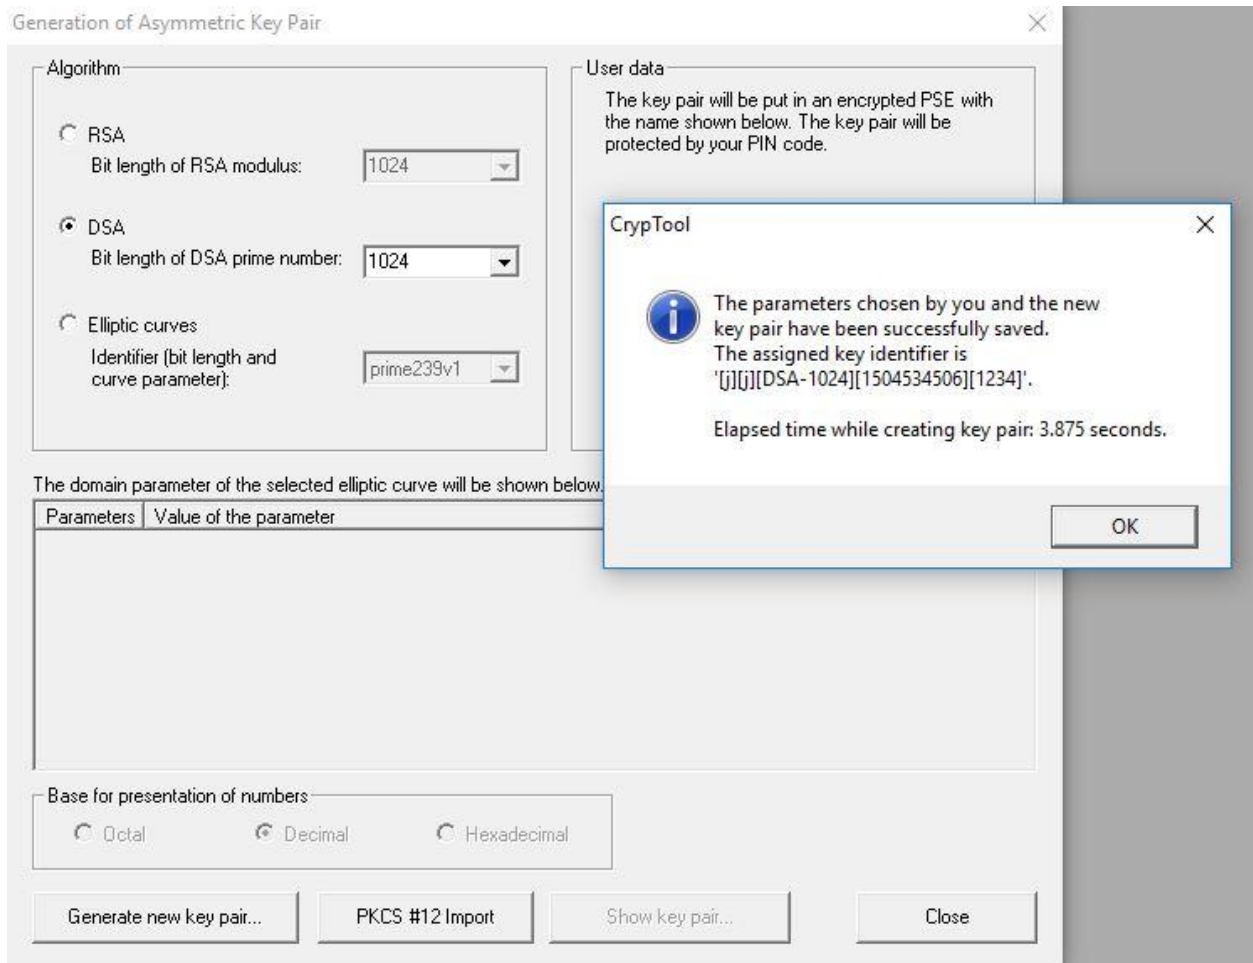 Generation of Asymmetric Key Pair
Algorithm
RSA
Bit length of RSA modulus:
1024
DSA
Bit length of DSA prime number:
1024
Elliptic curves
Identifier (bit length and
curve parameter):
prime239v1
User data
The key pair will be put in an encrypted PSE with
the name shown below. The key pair will be
protected by your PIN code.
CrypTool
The parameters chosen by you and the new
key pair have been successfully saved.
The assigned key identifier is
'[j][j][DSA-1024][1504534506][1234]'.
Elapsed time while creating key pair: 3.875 seconds.
OK
The domain parameter of the selected elliptic curve will be shown below.
Parameters Value of the parameter
Base for presentation of numbers
Octal Decimal Hexadecimal
Generate new key pair... PKCS #12 Import Show key pair... Close